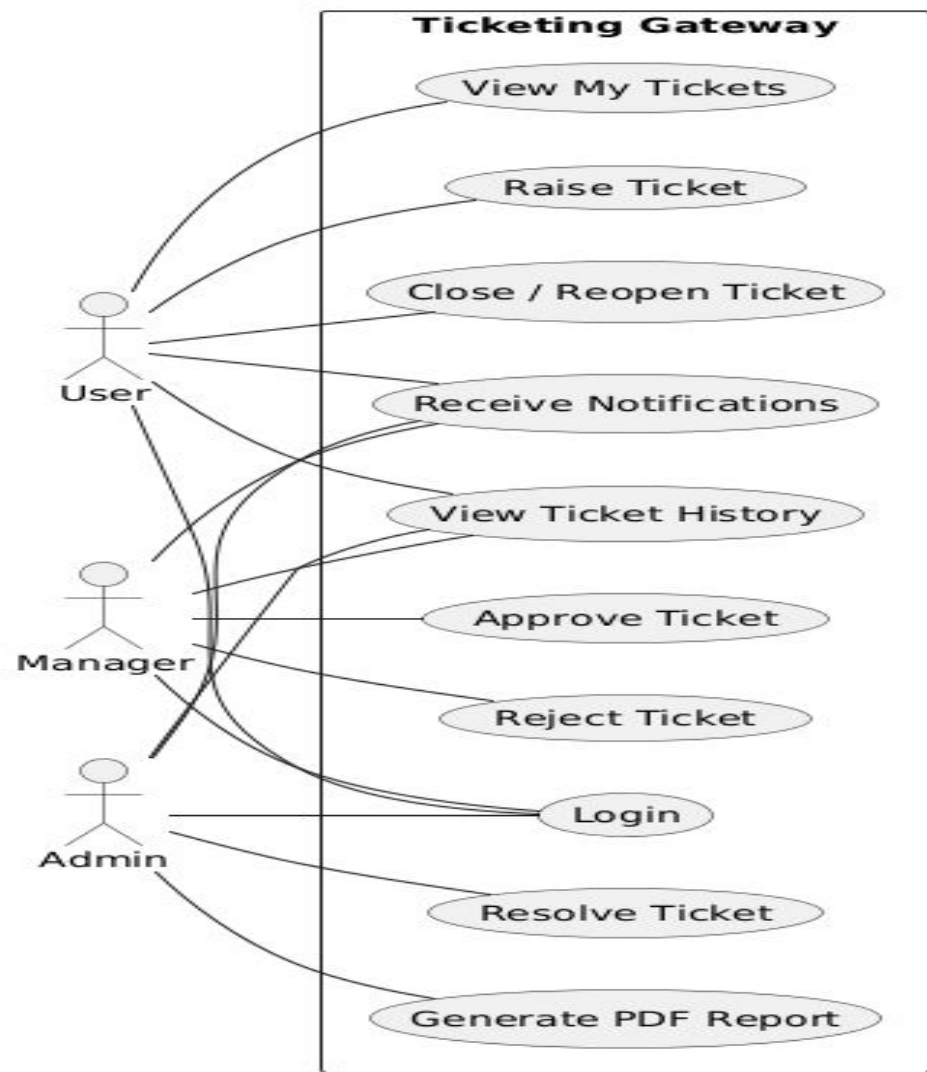 Ticketing Gateway
View My Tickets
Raise Ticket
Close / Reopen Ticket
User
Receive Notifications
View Ticket History
Approve Ticket
Manager
Reject Ticket
Login
Admin
Resolve Ticket
Generate PDF Report